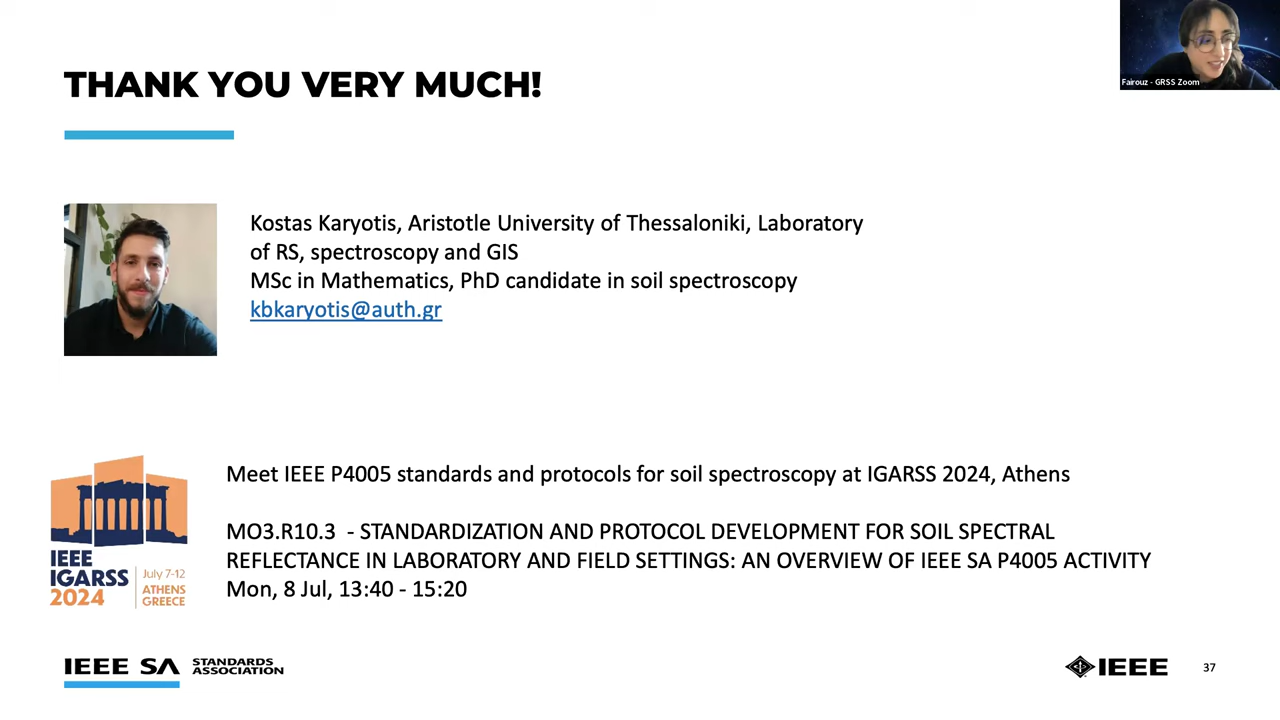 THANK YOU VERY MUCH!
Fairouz - GRSS Zoom
Kostas Karyotis, Aristotle University of Thessaloniki, Laboratory
of RS, spectroscopy and GIS
MSc in Mathematics, PhD candidate in soil spectroscopy
kbkaryotis@auth.gr
Meet IEEE P4005 standards and protocols for soil spectroscopy at IGARSS 2024, Athens
MO3.R10.3 - STANDARDIZATION AND PROTOCOL DEVELOPMENT FOR SOIL SPECTRAL
REFLECTANCE IN LABORATORY AND FIELD SETTINGS: AN OVERVIEW OF IEEE SA P4005 ACTIVITY
Mon, 8 Jul, 13:40 - 15:20
IEEE
IGARSS
2024
July 7-12
ATHENS
GREECE
IEEE SA
STANDARDS
ASSOCIATION
IEEE
37